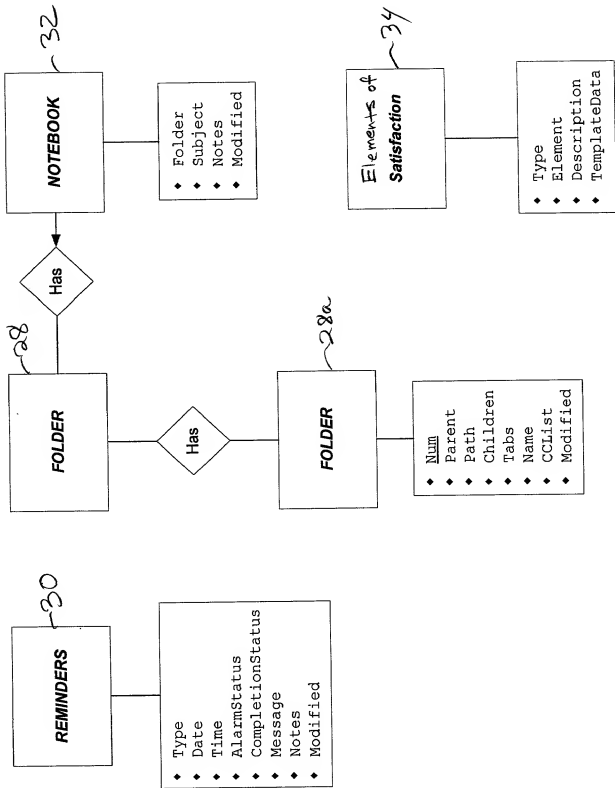 REMINDERS
30
◆ Type
◆ Date
◆ Time
◆ AlarmStatus
◆ CompletionStatus
◆ Message
◆ Notes
◆ Modified
FOLDER
28
Has
NOTEBOOK
32
◆ Folder
◆ Subject
◆ Notes
◆ Modified
Has
FOLDER
28a
◆ Num
◆ Parent
◆ Path
◆ Children
◆ Tabs
◆ Name
◆ CCList
◆ Modified
Elements of
Satisfaction
34
◆ Type
◆ Element
◆ Description
◆ TemplateData